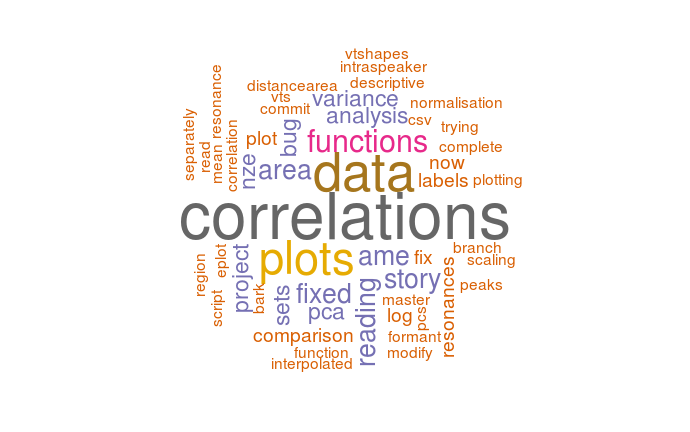 vtshapes
intraspeaker
distancearea descriptive
vts variance normalisation
commit analysis csv
separately read mean resonance correlation plot bug functions trying complete
nze area data now
labels plotting
correlations
region eplot project plots ame fix branch scaling
script bark sets fixed story resonances peaks
pca reading master
log pcs
comparison formant
function modify
interpolated